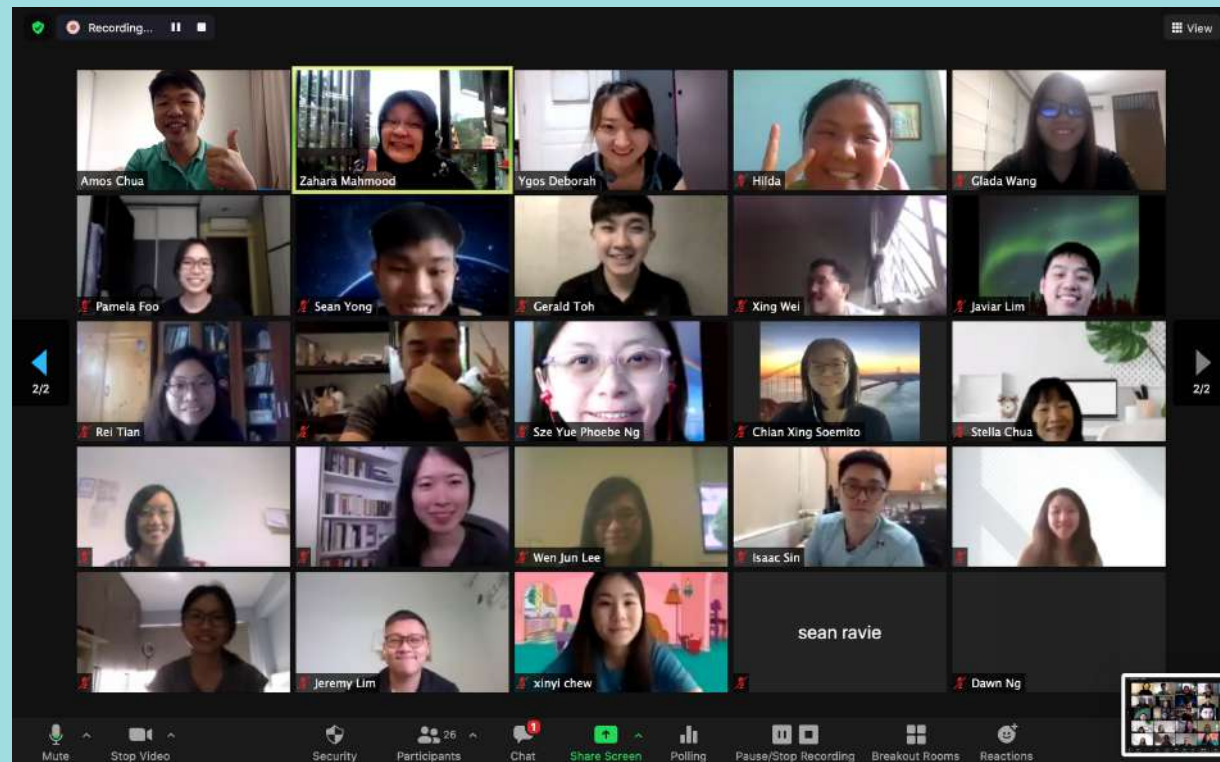 Recording...
View
Amos Chua
Zahara Mahmood
Ygos Deborah
Hilda
Glada Wang
Pamela Foo
Sean Yong
Gerald Toh
Xing Wei
Javiar Lim
2/2
2/2
Rei Tian
Sze Yue Phoebe Ng
Chian Xing Soemito
Stella Chua
Wen Jun Lee
Isaac Sin
Jeremy Lim
xinyi chew
sean ravie
Dawn Ng
26
1
Mute
Stop Video
Security
Participants
Chat
Share Screen
Polling
Pause/Stop Recording
Breakout Rooms
Reactions